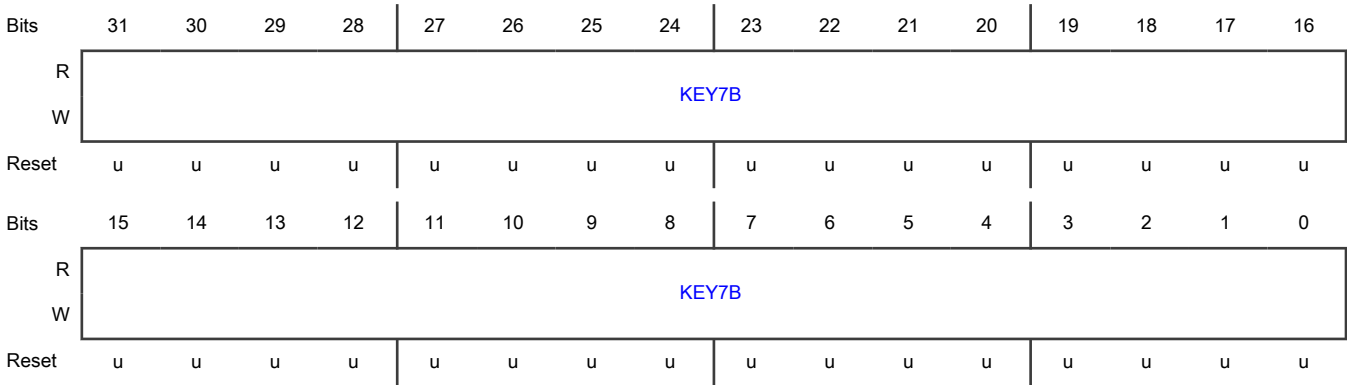 Bits 31 30 29 28 27 26 25 24 23 22 21 20 19 18 17 16
R
KEY7B
W
Reset u u u u u u u u u u u u u u u u
Bits 15 14 13 12 11 10 9 8 7 6 5 4 3 2 1 0
R
KEY7B
W
Reset u u u u u u u u u u u u u u u u